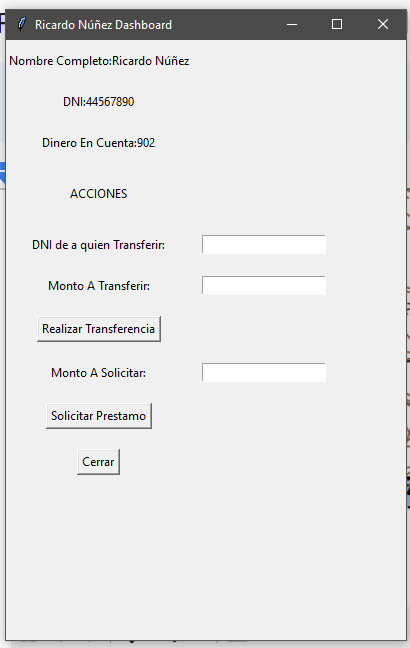 Ricardo Núñez Dashboard
Nombre Completo:Ricardo Núñez
DNI:44567890
Dinero En Cuenta:902
ACCIONES
DNI de a quien Transferir:
Monto A Transferir:
Realizar Transferencia
Monto A Solicitar:
Solicitar Prestamo
Cerrar